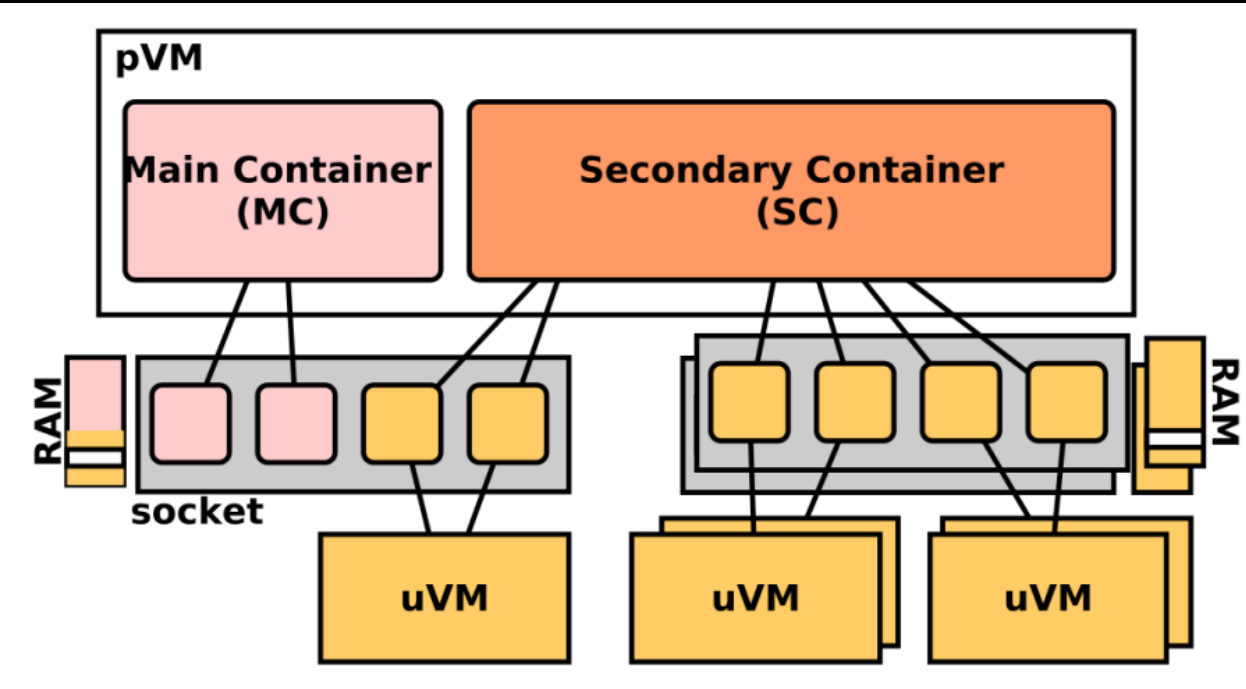 pVM
Main Container
(MC)
Secondary Container
(SC)
RAM
RAM
socket
uVM
uVM
uVM